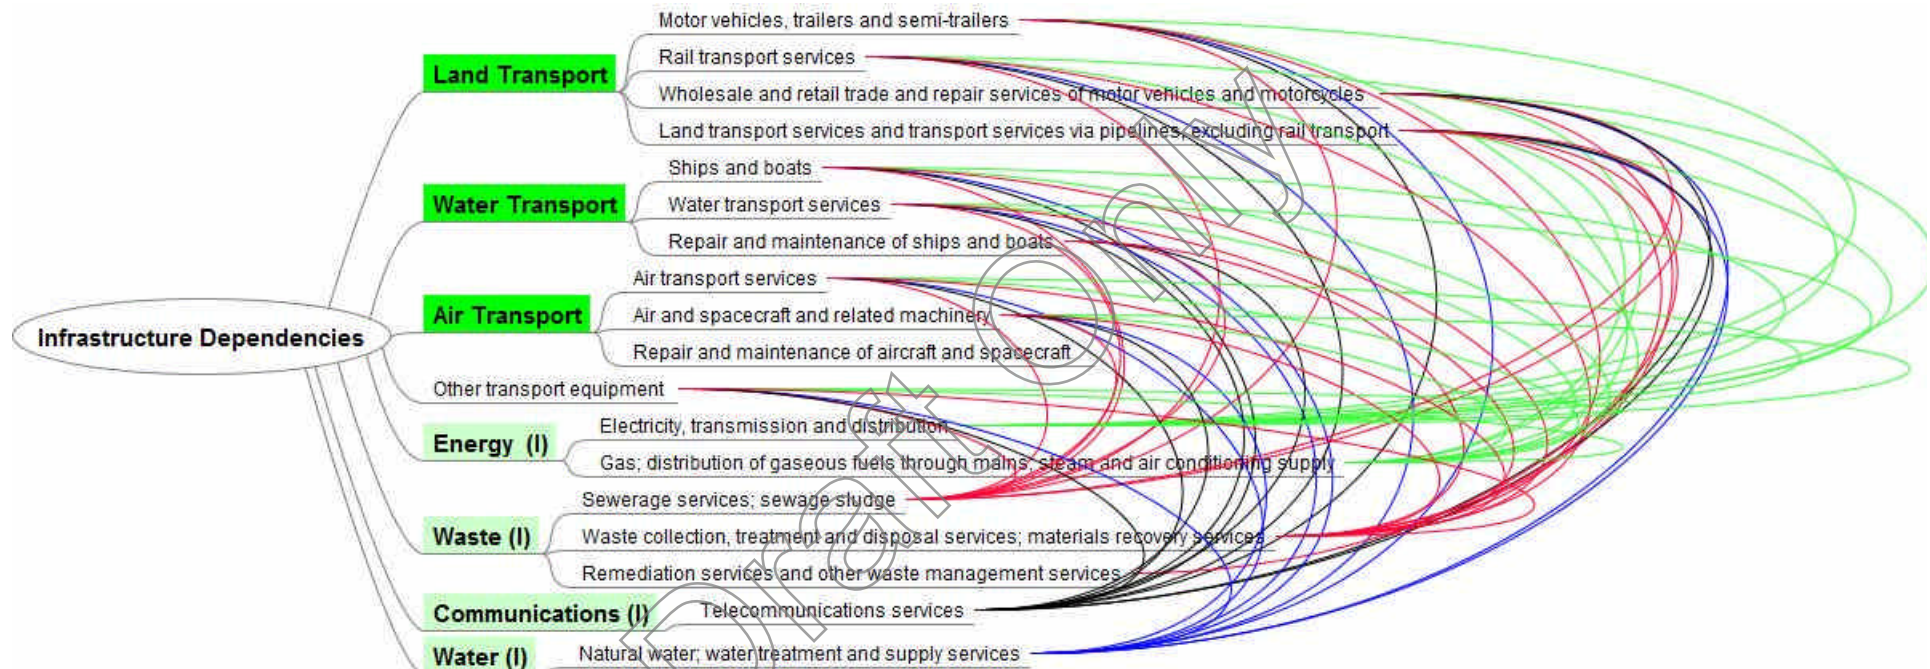 Motor vehicles, trailers and semi-trailers
Land Transport
Rail transport services
Wholesale and retail trade and repair services of motor vehicles and motorcycles
Land transport services and transport services via pipelines, excluding rail transport
Ships and boats
Water Transport
Water transport services
Repair and maintenance of ships and boats
Air transport services
Air Transport
Air and spacecraft and related machinery
Infrastructure Dependencies
Repair and maintenance of aircraft and spacecraft
Other transport equipment
Electricity, transmission and distribution
Energy (I)
Gas; distribution of gaseous fuels through mains; steam and air conditioning supply
Sewerage services; sewage sludge
Waste (I)
Waste collection, treatment and disposal services; materials recovery services
Remediation services and other waste management services
Communications (I)
Telecommunications services
Water (I)
Natural water; water treatment and supply services
Draft Only